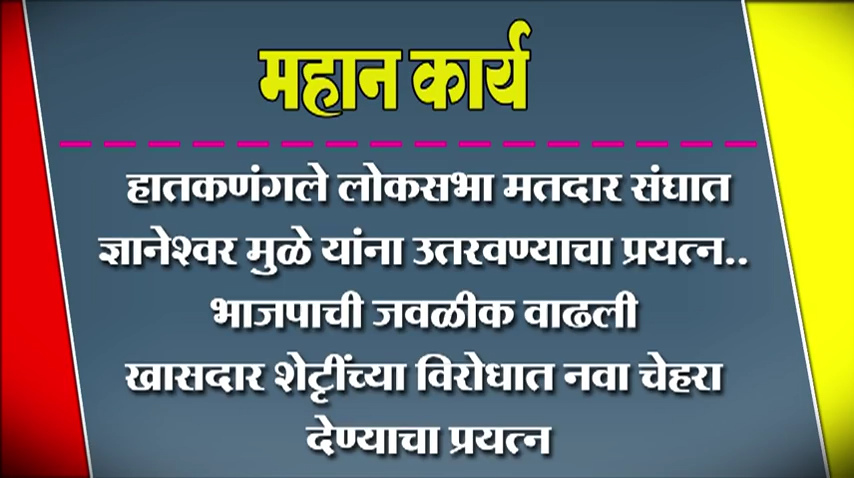 महान कार्य
हातकणंगले लोकसभा मतदार संघात
ज्ञानेश्वर मुळे यांना उतरवण्याचा प्रयत्न..
भाजपाची जवळीक वाढली
खासदार शेट्टींच्या विरोधात नवा चेहरा
देण्याचा प्रयत्न